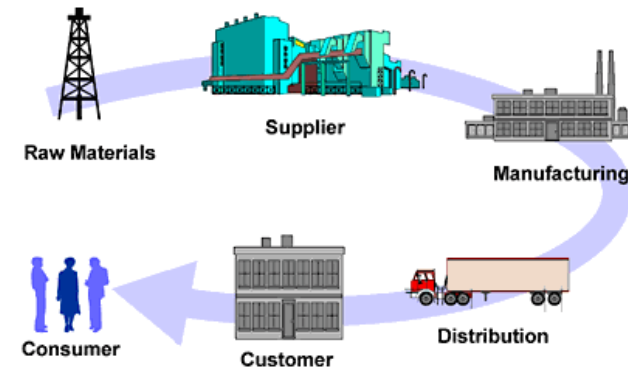 Raw Materials
Supplier
Manufacturing
Distribution
Customer
Consumer